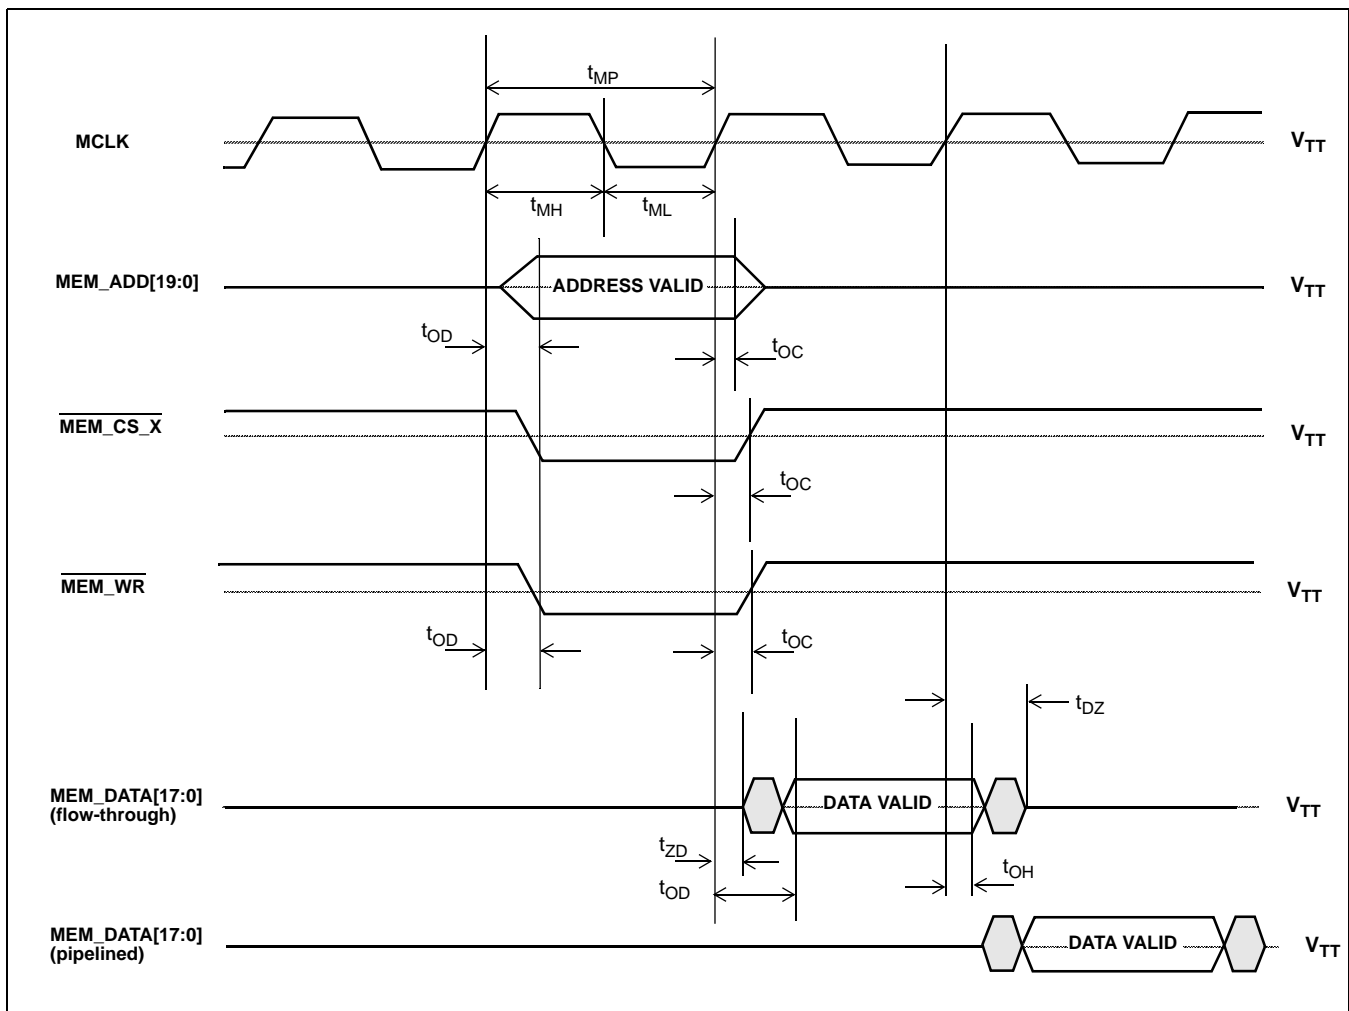 tMP
MCLK
VTT
tMH
tML
MEM_ADD[19:0]
ADDRESS VALID
VTT
tOD
tOC
MEM_CS_X
VTT
tOC
MEM_WR
VTT
tOD
tOC
tDZ
MEM_DATA[17:0]
(flow-through)
DATA VALID
VTT
tZD
tOD
tOH
MEM_DATA[17:0]
(pipelined)
DATA VALID
VTT